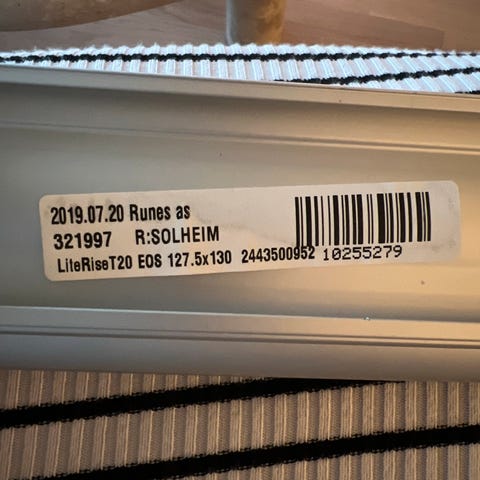 2019.07.20 Runes as
321997 R:SOLHEIM
LiteRiseT20 EOS 127.5x130 2443500952 10255279